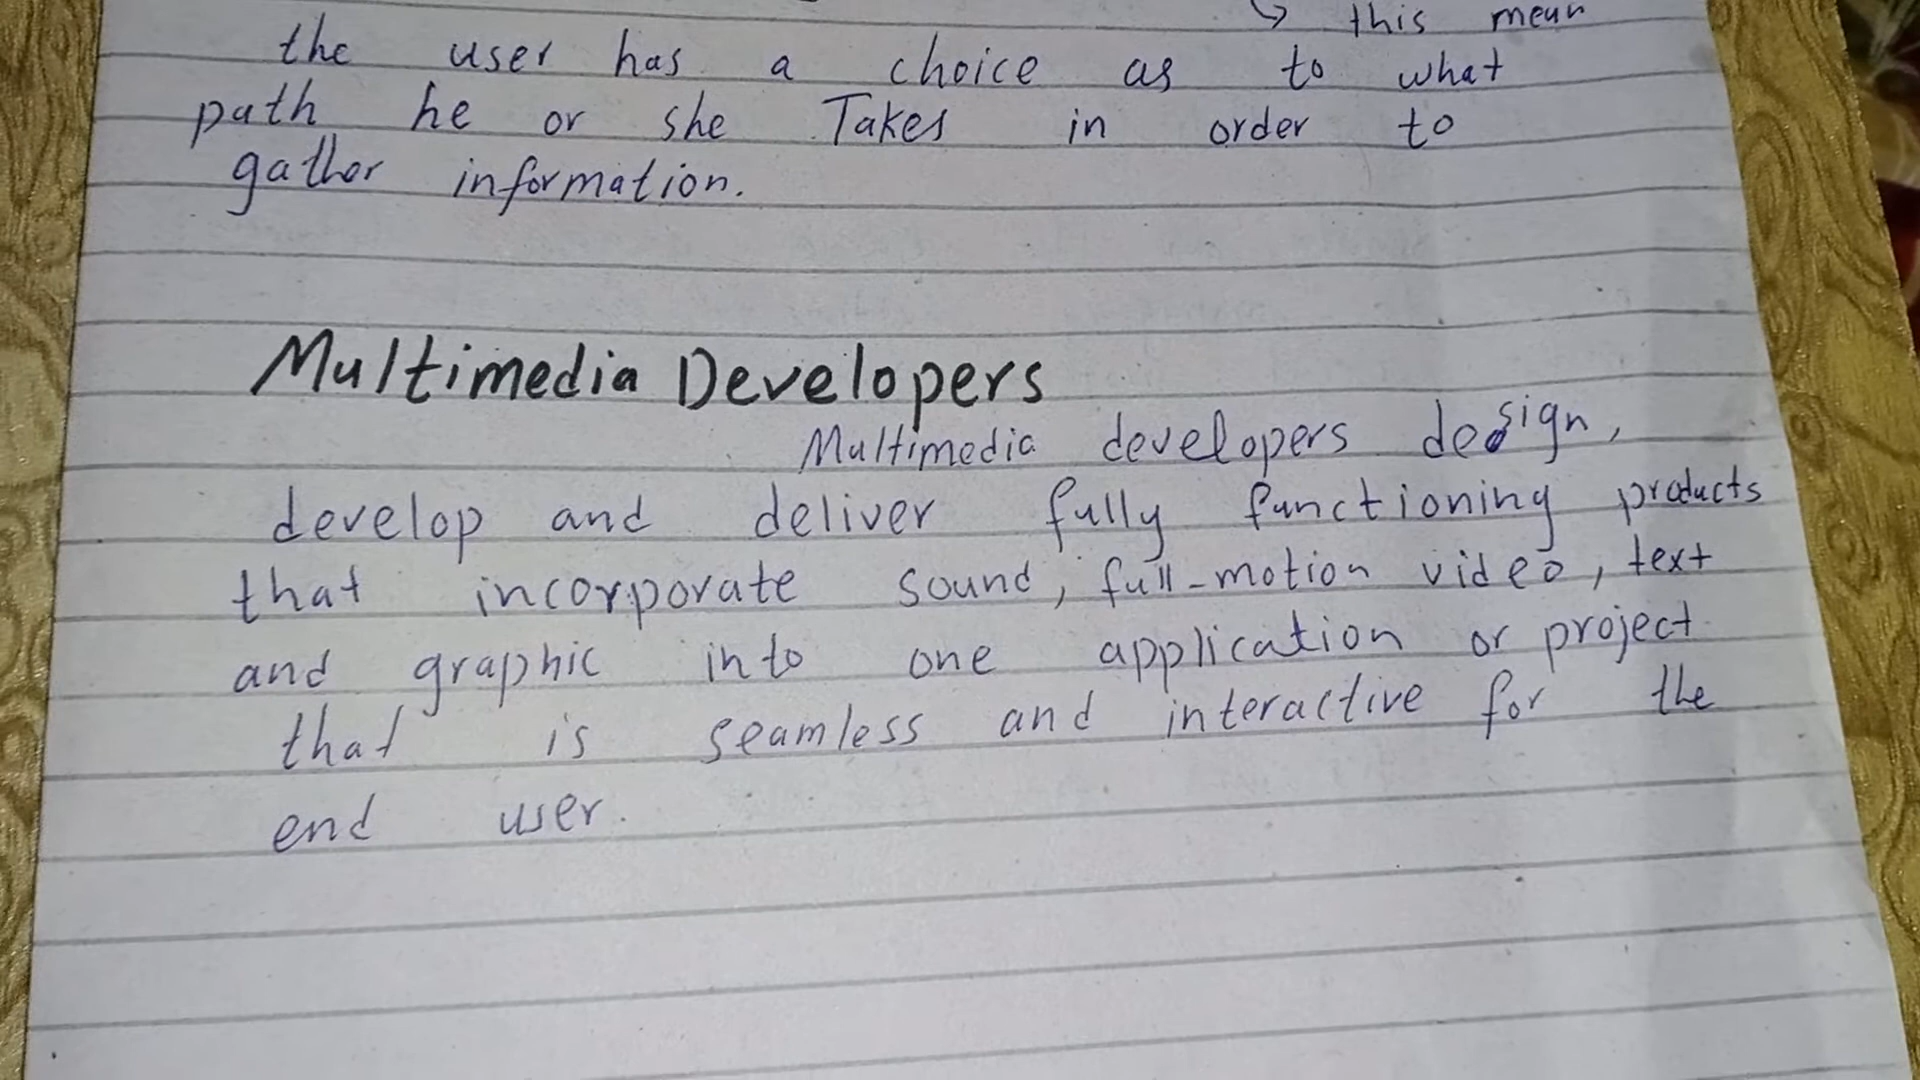 ↳ this mean
the user has a choice as to what
path he or she Takes in order to
gather information.
Multimedia Developers
Multimedia developers design,
develop and deliver fully functioning products
that incorporate sound, full-motion video, text
and graphic into one application or project
that is seamless and interactive for the
end user.